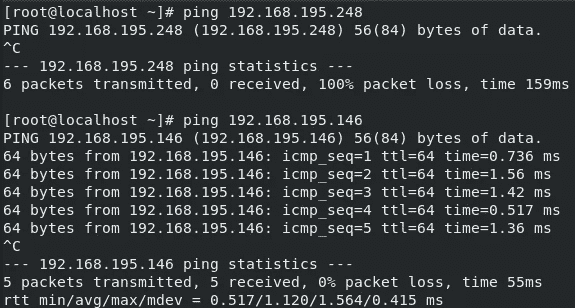 [root@localhost ~]# ping 192.168.195.248
PING 192.168.195.248 (192.168.195.248) 56(84) bytes of data.
^C
--- 192.168.195.248 ping statistics ---
6 packets transmitted, 0 received, 100% packet loss, time 159ms
[root@localhost ~]# ping 192.168.195.146
PING 192.168.195.146 (192.168.195.146) 56(84) bytes of data.
64 bytes from 192.168.195.146: icmp_seq=1 ttl=64 time=0.736 ms
64 bytes from 192.168.195.146: icmp_seq=2 ttl=64 time=1.56 ms
64 bytes from 192.168.195.146: icmp_seq=3 ttl=64 time=1.42 ms
64 bytes from 192.168.195.146: icmp_seq=4 ttl=64 time=0.517 ms
64 bytes from 192.168.195.146: icmp_seq=5 ttl=64 time=1.36 ms
^C
--- 192.168.195.146 ping statistics ---
5 packets transmitted, 5 received, 0% packet loss, time 55ms
rtt min/avg/max/mdev = 0.517/1.120/1.564/0.415 ms